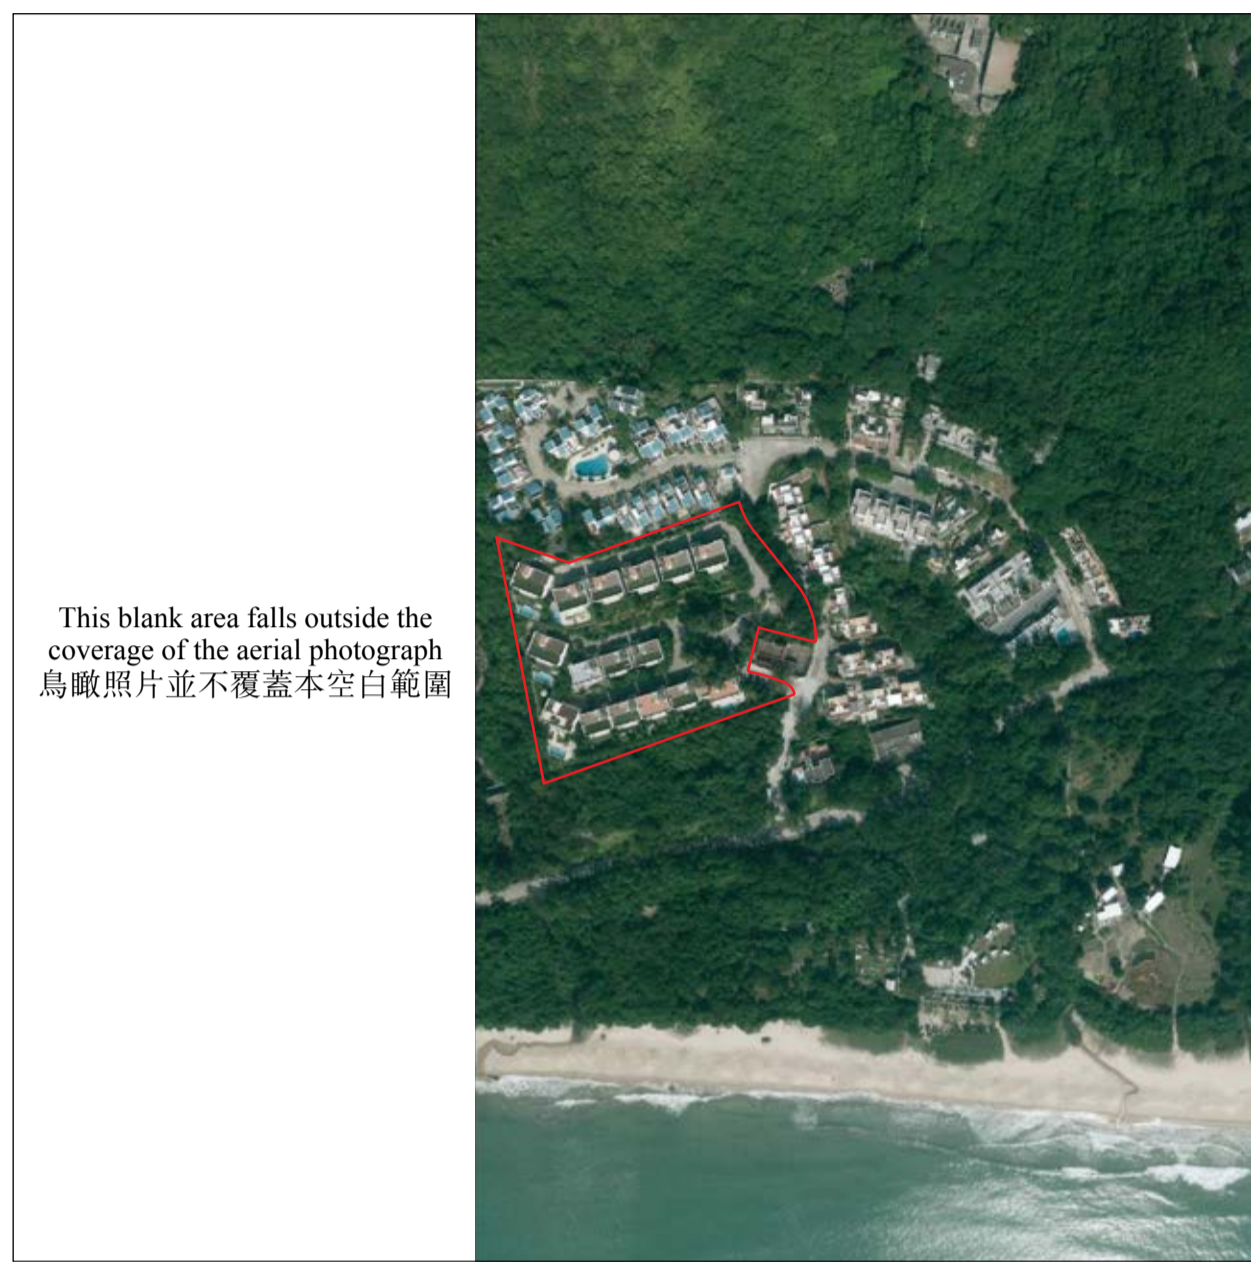 This blank area falls outside the
coverage of the aerial photograph
鳥瞰照片並不覆蓋本空白範圍